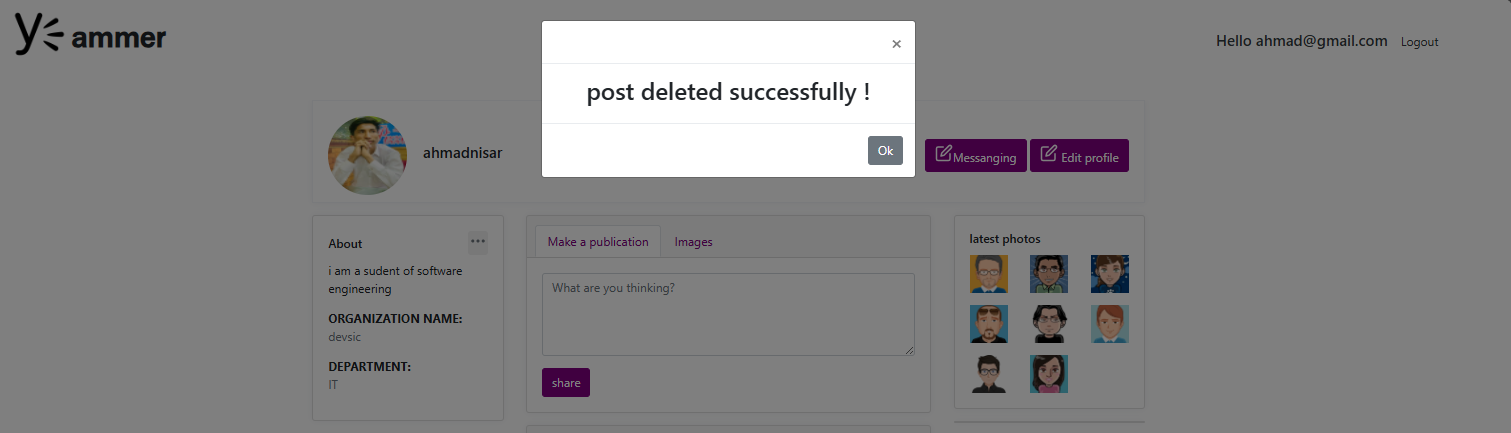 y ammer
Hello ahmad@gmail.com Logout
×
post deleted successfully !
Ok
ahmadnisar
Messanging
Edit profile
About
...
i am a sudent of software
engineering
ORGANIZATION NAME:
devsic
DEPARTMENT:
IT
Make a publication
Images
What are you thinking?
share
latest photos